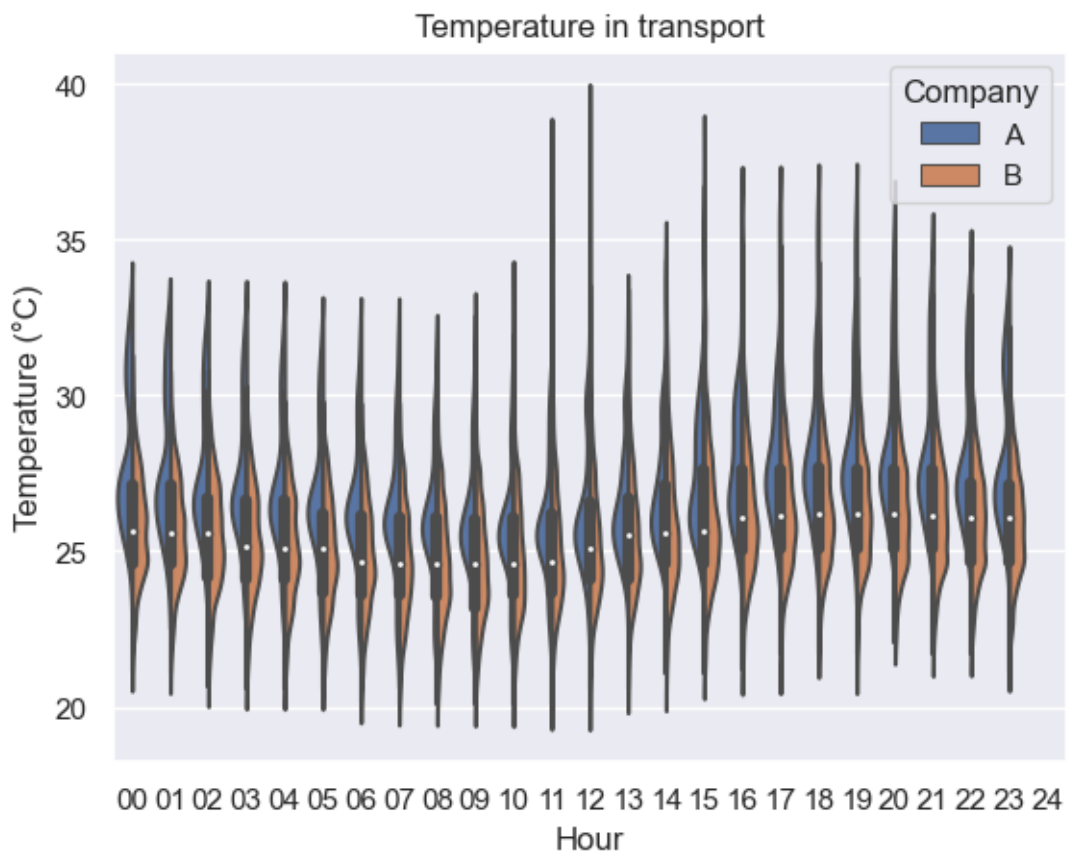 Temperature in transport
Temperature (°C)
40
35
30
25
20
Company
A
B
00 01 02 03 04 05 06 07 08 09 10 11 12 13 14 15 16 17 18 19 20 21 22 23 24
Hour